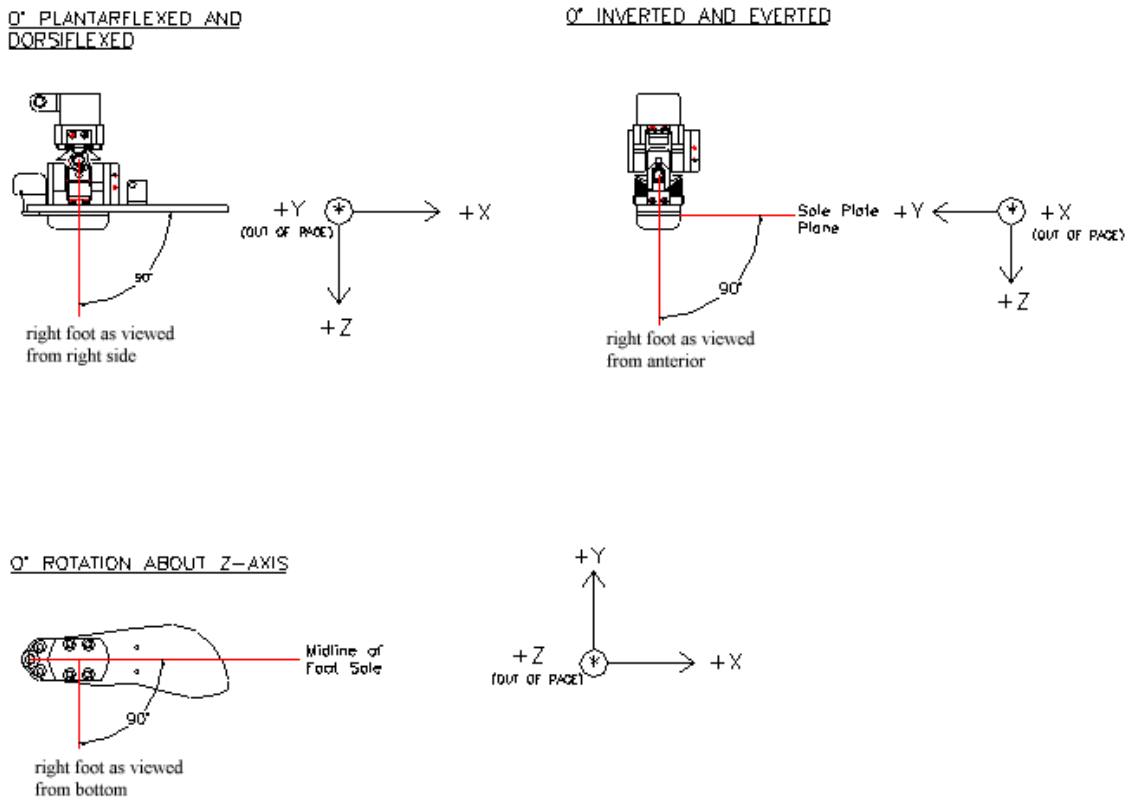 0° PLANTARFLEXED AND
DORSIFLEXED
0° INVERTED AND EVERTED
+Y
(OUT OF PAGE)
+X
+Z
90°
right foot as viewed
from right side
Sole Plate
Plane
+Y
+X
(OUT OF PAGE)
+Z
90°
right foot as viewed
from anterior
0° ROTATION ABOUT Z-AXIS
Midline of
Foot Sole
90°
right foot as viewed
from bottom
+Y
+Z
(OUT OF PAGE)
+X